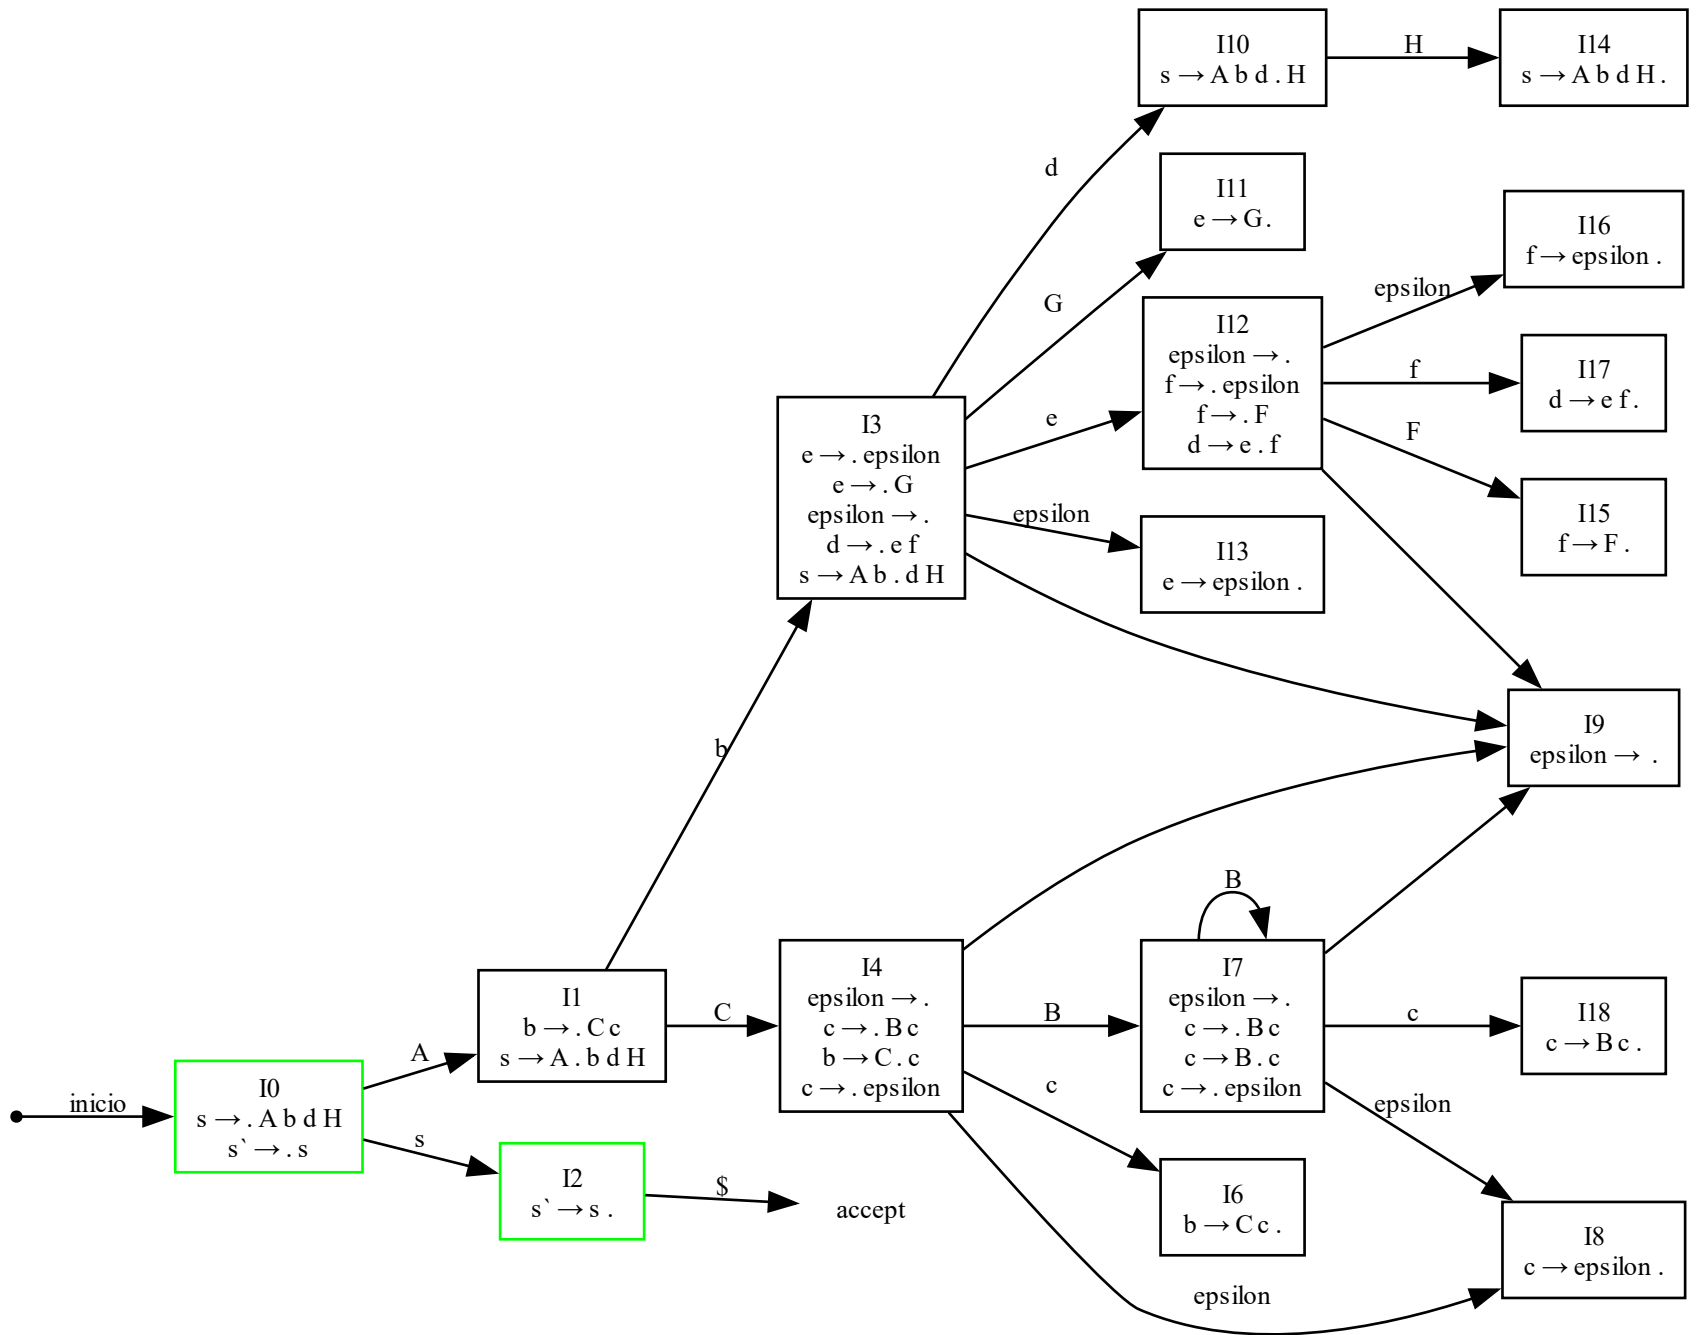 I10
s → A b d . H
H
I14
s → A b d H .
d
I11
e → G .
G
I16
f → epsilon .
epsilon
I12
epsilon → .
f → . epsilon
f → . F
d → e . f
f
I17
d → e f .
F
I15
f → F .
I3
e → . epsilon
e → . G
epsilon → .
d → . e f
s → A b . d H
e
epsilon
I13
e → epsilon .
b
I9
epsilon → .
B
I4
epsilon → .
c → . B c
b → C . c
c → . epsilon
B
I7
epsilon → .
c → . B c
c → B . c
c → . epsilon
c
I18
c → B c .
I1
b → . C c
s → A . b d H
C
inicio
I0
s → . A b d H
s` → . s
A
s
I2
s` → s .
$
accept
c
I6
b → C c .
epsilon
I8
c → epsilon .
epsilon